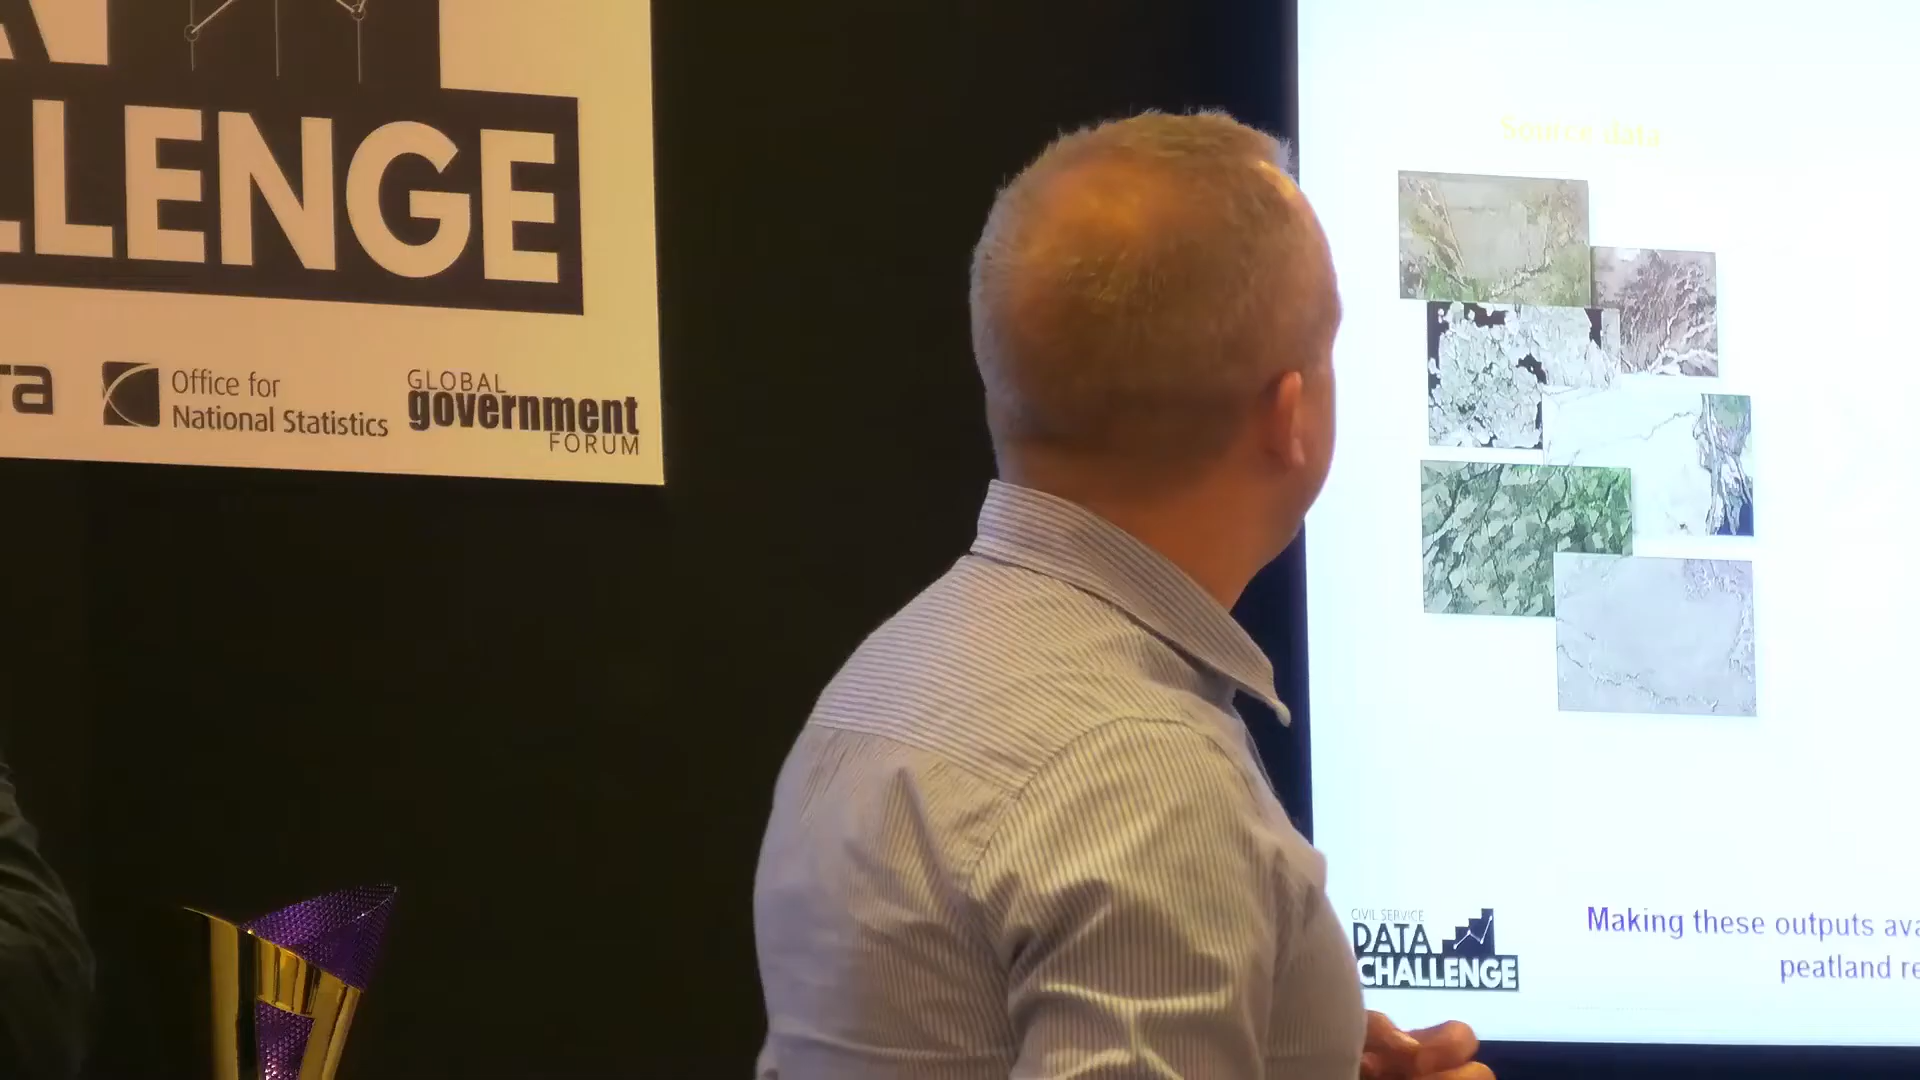 LLENGE
ra
Office for
National Statistics
GLOBAL
government
FORUM
Source data
CIVIL SERVICE
DATA
CHALLENGE
Making these outputs ava
peatland re